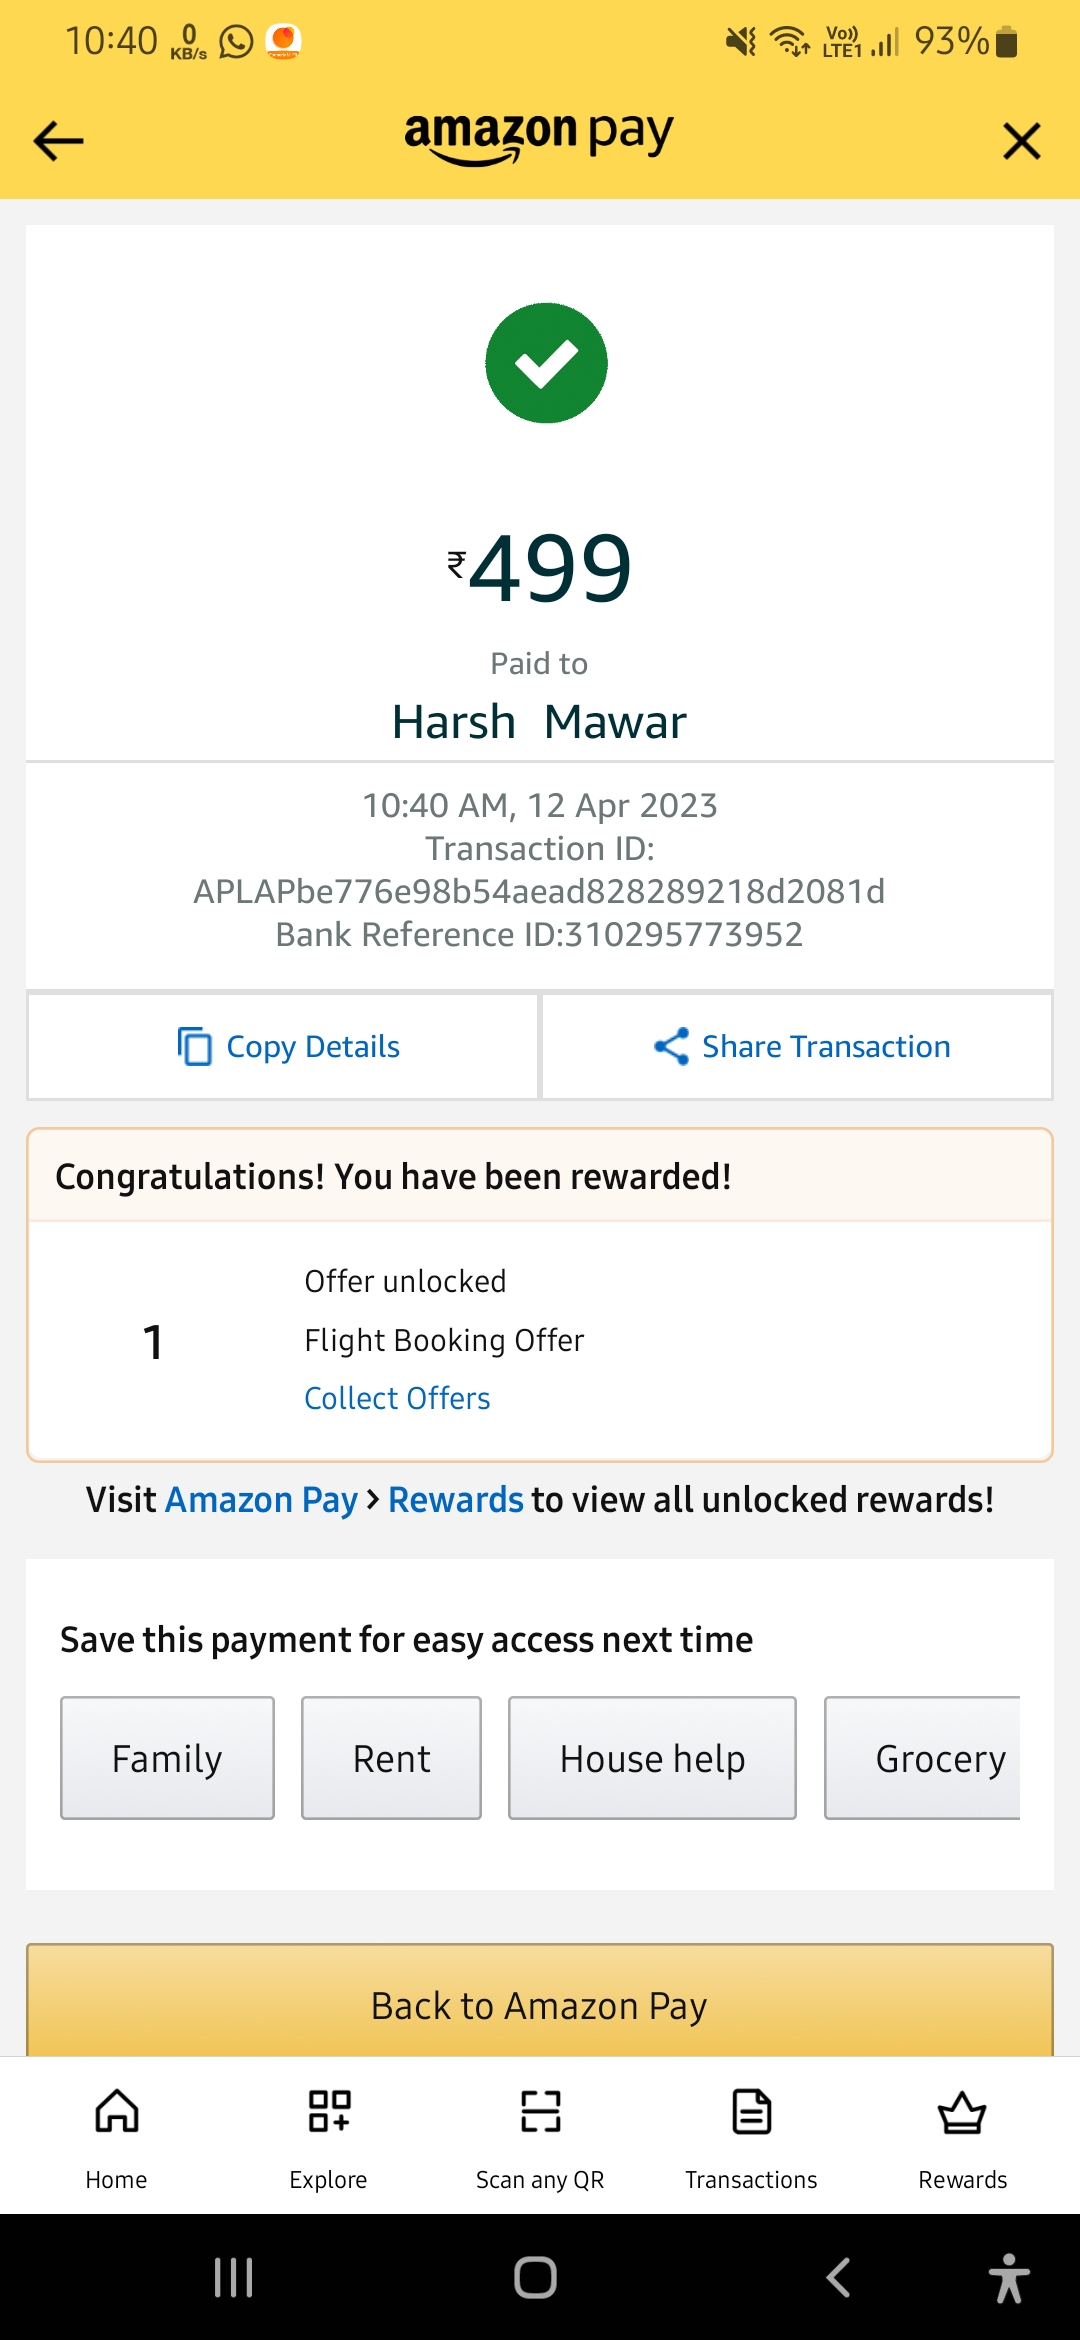 10:40 0 KB/s Vo)) LTE1 93%
amazon pay
₹499
Paid to
Harsh Mawar
10:40 AM, 12 Apr 2023
Transaction ID:
APLAPbe776e98b54aead828289218d2081d
Bank Reference ID:310295773952
Copy Details Share Transaction
Congratulations! You have been rewarded!
Offer unlocked
1 Flight Booking Offer
Collect Offers
Visit Amazon Pay > Rewards to view all unlocked rewards!
Save this payment for easy access next time
Family Rent House help Grocery
Back to Amazon Pay
Home Explore Scan any QR Transactions Rewards